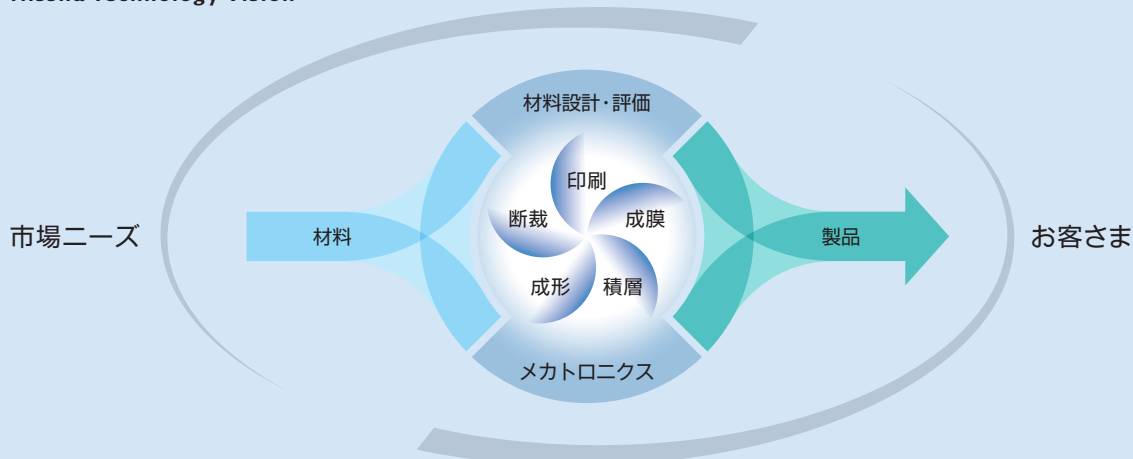 材料設計・評価
印刷
断裁
成膜
市場ニーズ
材料
製品
お客さま
成形
積層
メカトロニクス